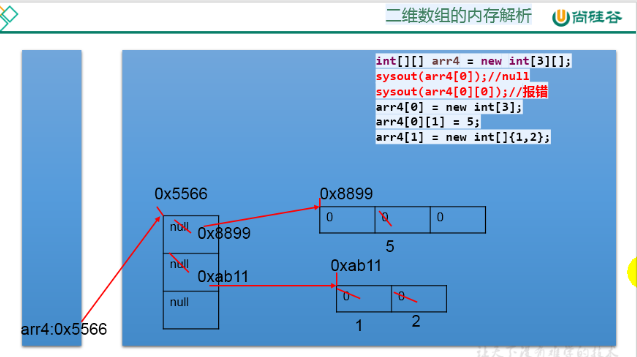 二维数组的内存解析
尚硅谷
int[][] arr4 = new int[3][];
sysout(arr4[0]);//null
sysout(arr4[0][0]);//报错
arr4[0] = new int[3];
arr4[0][1] = 5;
arr4[1] = new int[]{1,2};
0x5566
0x8899
null
0x8899
0
0
0
5
null
0xab11
0xab11
null
0
0
1
2
arr4:0x5566
让天下没有难学的技术